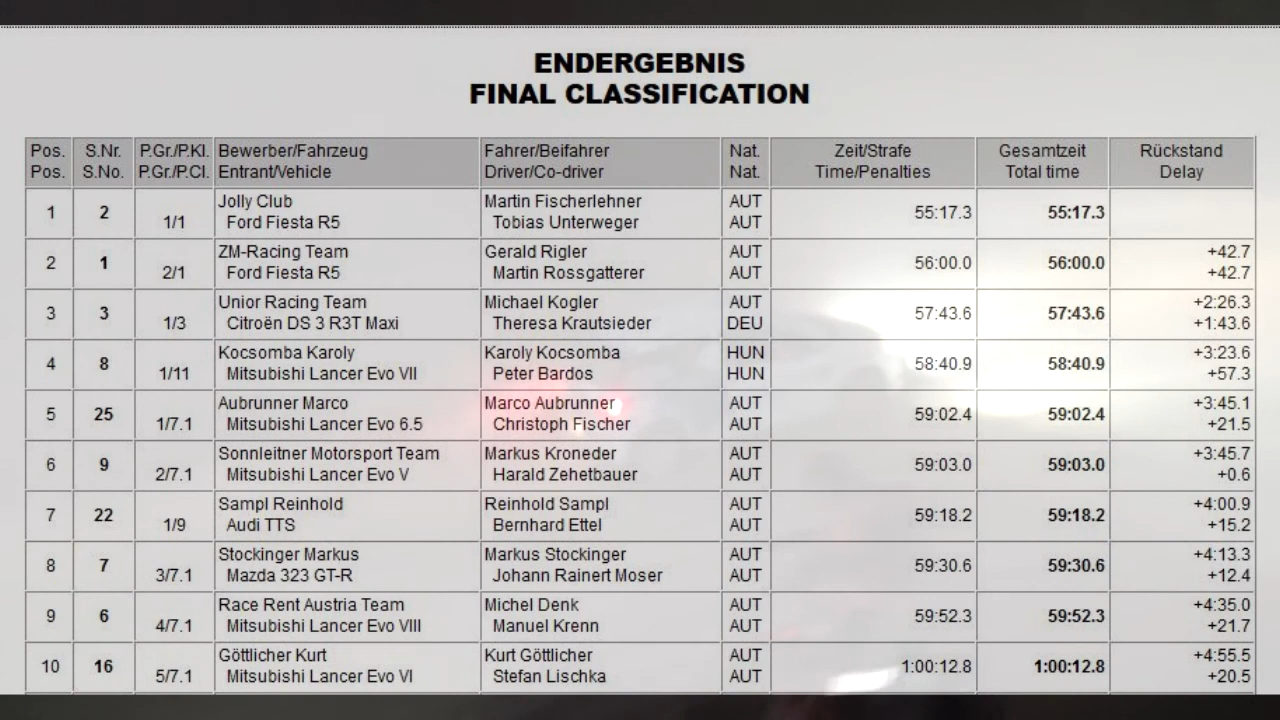 ENDERGEBNIS
FINAL CLASSIFICATION
Pos. S.Nr. P.Gr./P.Kl. Bewerber/Fahrzeug Fahrer/Beifahrer Nat. Zeit/Strafe Gesamtzeit Rückstand
Pos. S.No. P.Gr./P.Cl. Entrant/Vehicle Driver/Co-driver Nat. Time/Penalties Total time Delay
1 2 1/1 Jolly Club Martin Fischerlehner AUT 55:17.3 55:17.3
Ford Fiesta R5 Tobias Unterweger AUT
2 1 2/1 ZM-Racing Team Gerald Rigler AUT 56:00.0 56:00.0 +42.7
Ford Fiesta R5 Martin Rossgatterer AUT +42.7
3 3 1/3 Unior Racing Team Michael Kogler AUT 57:43.6 57:43.6 +2:26.3
Citroën DS 3 R3T Maxi Theresa Krautsieder DEU +1:43.6
4 8 1/11 Kocsomba Karoly Karoly Kocsomba HUN 58:40.9 58:40.9 +3:23.6
Mitsubishi Lancer Evo VII Peter Bardos HUN +57.3
5 25 1/7.1 Aubrunner Marco Marco Aubrunner AUT 59:02.4 59:02.4 +3:45.1
Mitsubishi Lancer Evo 6.5 Christoph Fischer AUT +21.5
6 9 2/7.1 Sonnleitner Motorsport Team Markus Kroneder AUT 59:03.0 59:03.0 +3:45.7
Mitsubishi Lancer Evo V Harald Zehetbauer AUT +0.6
7 22 1/9 Sampl Reinhold Reinhold Sampl AUT 59:18.2 59:18.2 +4:00.9
Audi TTS Bernhard Ettel AUT +15.2
8 7 3/7.1 Stockinger Markus Markus Stockinger AUT 59:30.6 59:30.6 +4:13.3
Mazda 323 GT-R Johann Rainert Moser AUT +12.4
9 6 4/7.1 Race Rent Austria Team Michel Denk AUT 59:52.3 59:52.3 +4:35.0
Mitsubishi Lancer Evo VIII Manuel Krenn AUT +21.7
10 16 5/7.1 Göttlicher Kurt Kurt Göttlicher AUT 1:00:12.8 1:00:12.8 +4:55.5
Mitsubishi Lancer Evo VI Stefan Lischka AUT +20.5